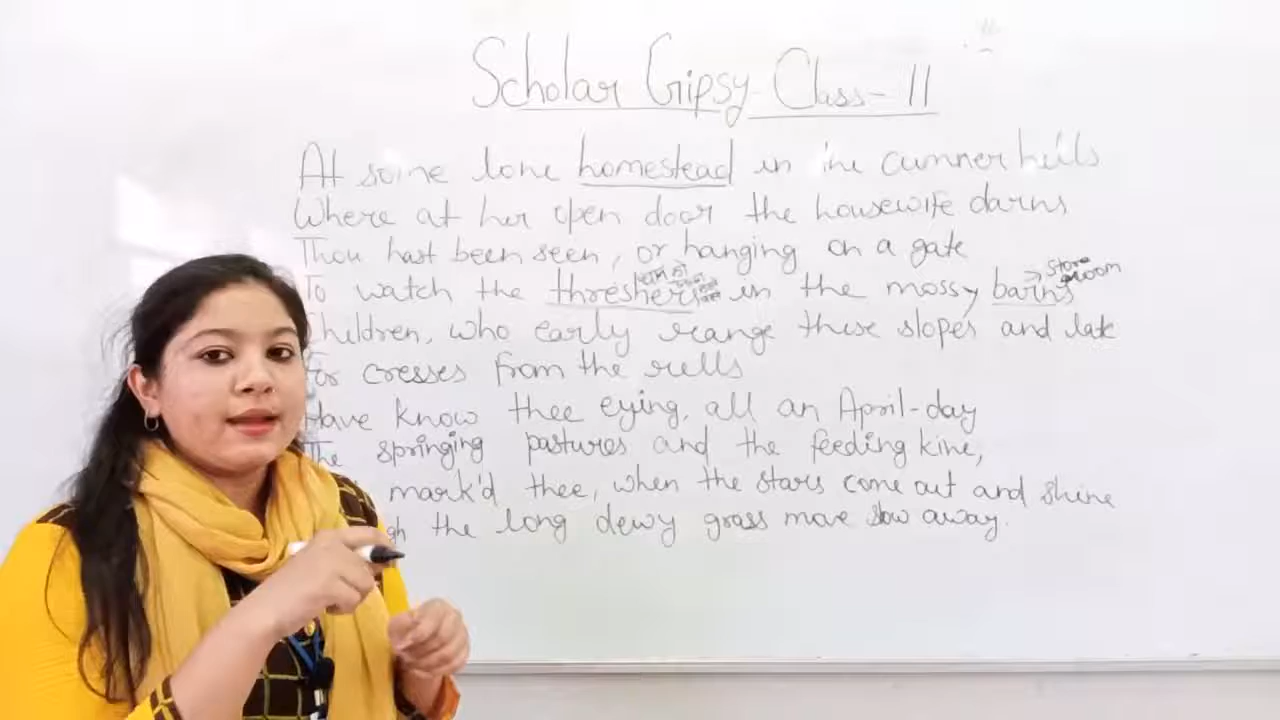 Scholar Gipsy Class-11
At some lone homestead in the cumner hills
Where at her open door the housewife darns
Thou hast been seen, or hanging on a gate
Store room
To watch the threshers in the mossy barns
Children, who early range these slopes and late
For cresses from the rills
Have know thee eying, all an April-day
The springing pastures and the feeding kine,
mark'd thee, when the stars come out and shine
gh the long dewy grass move slow away.